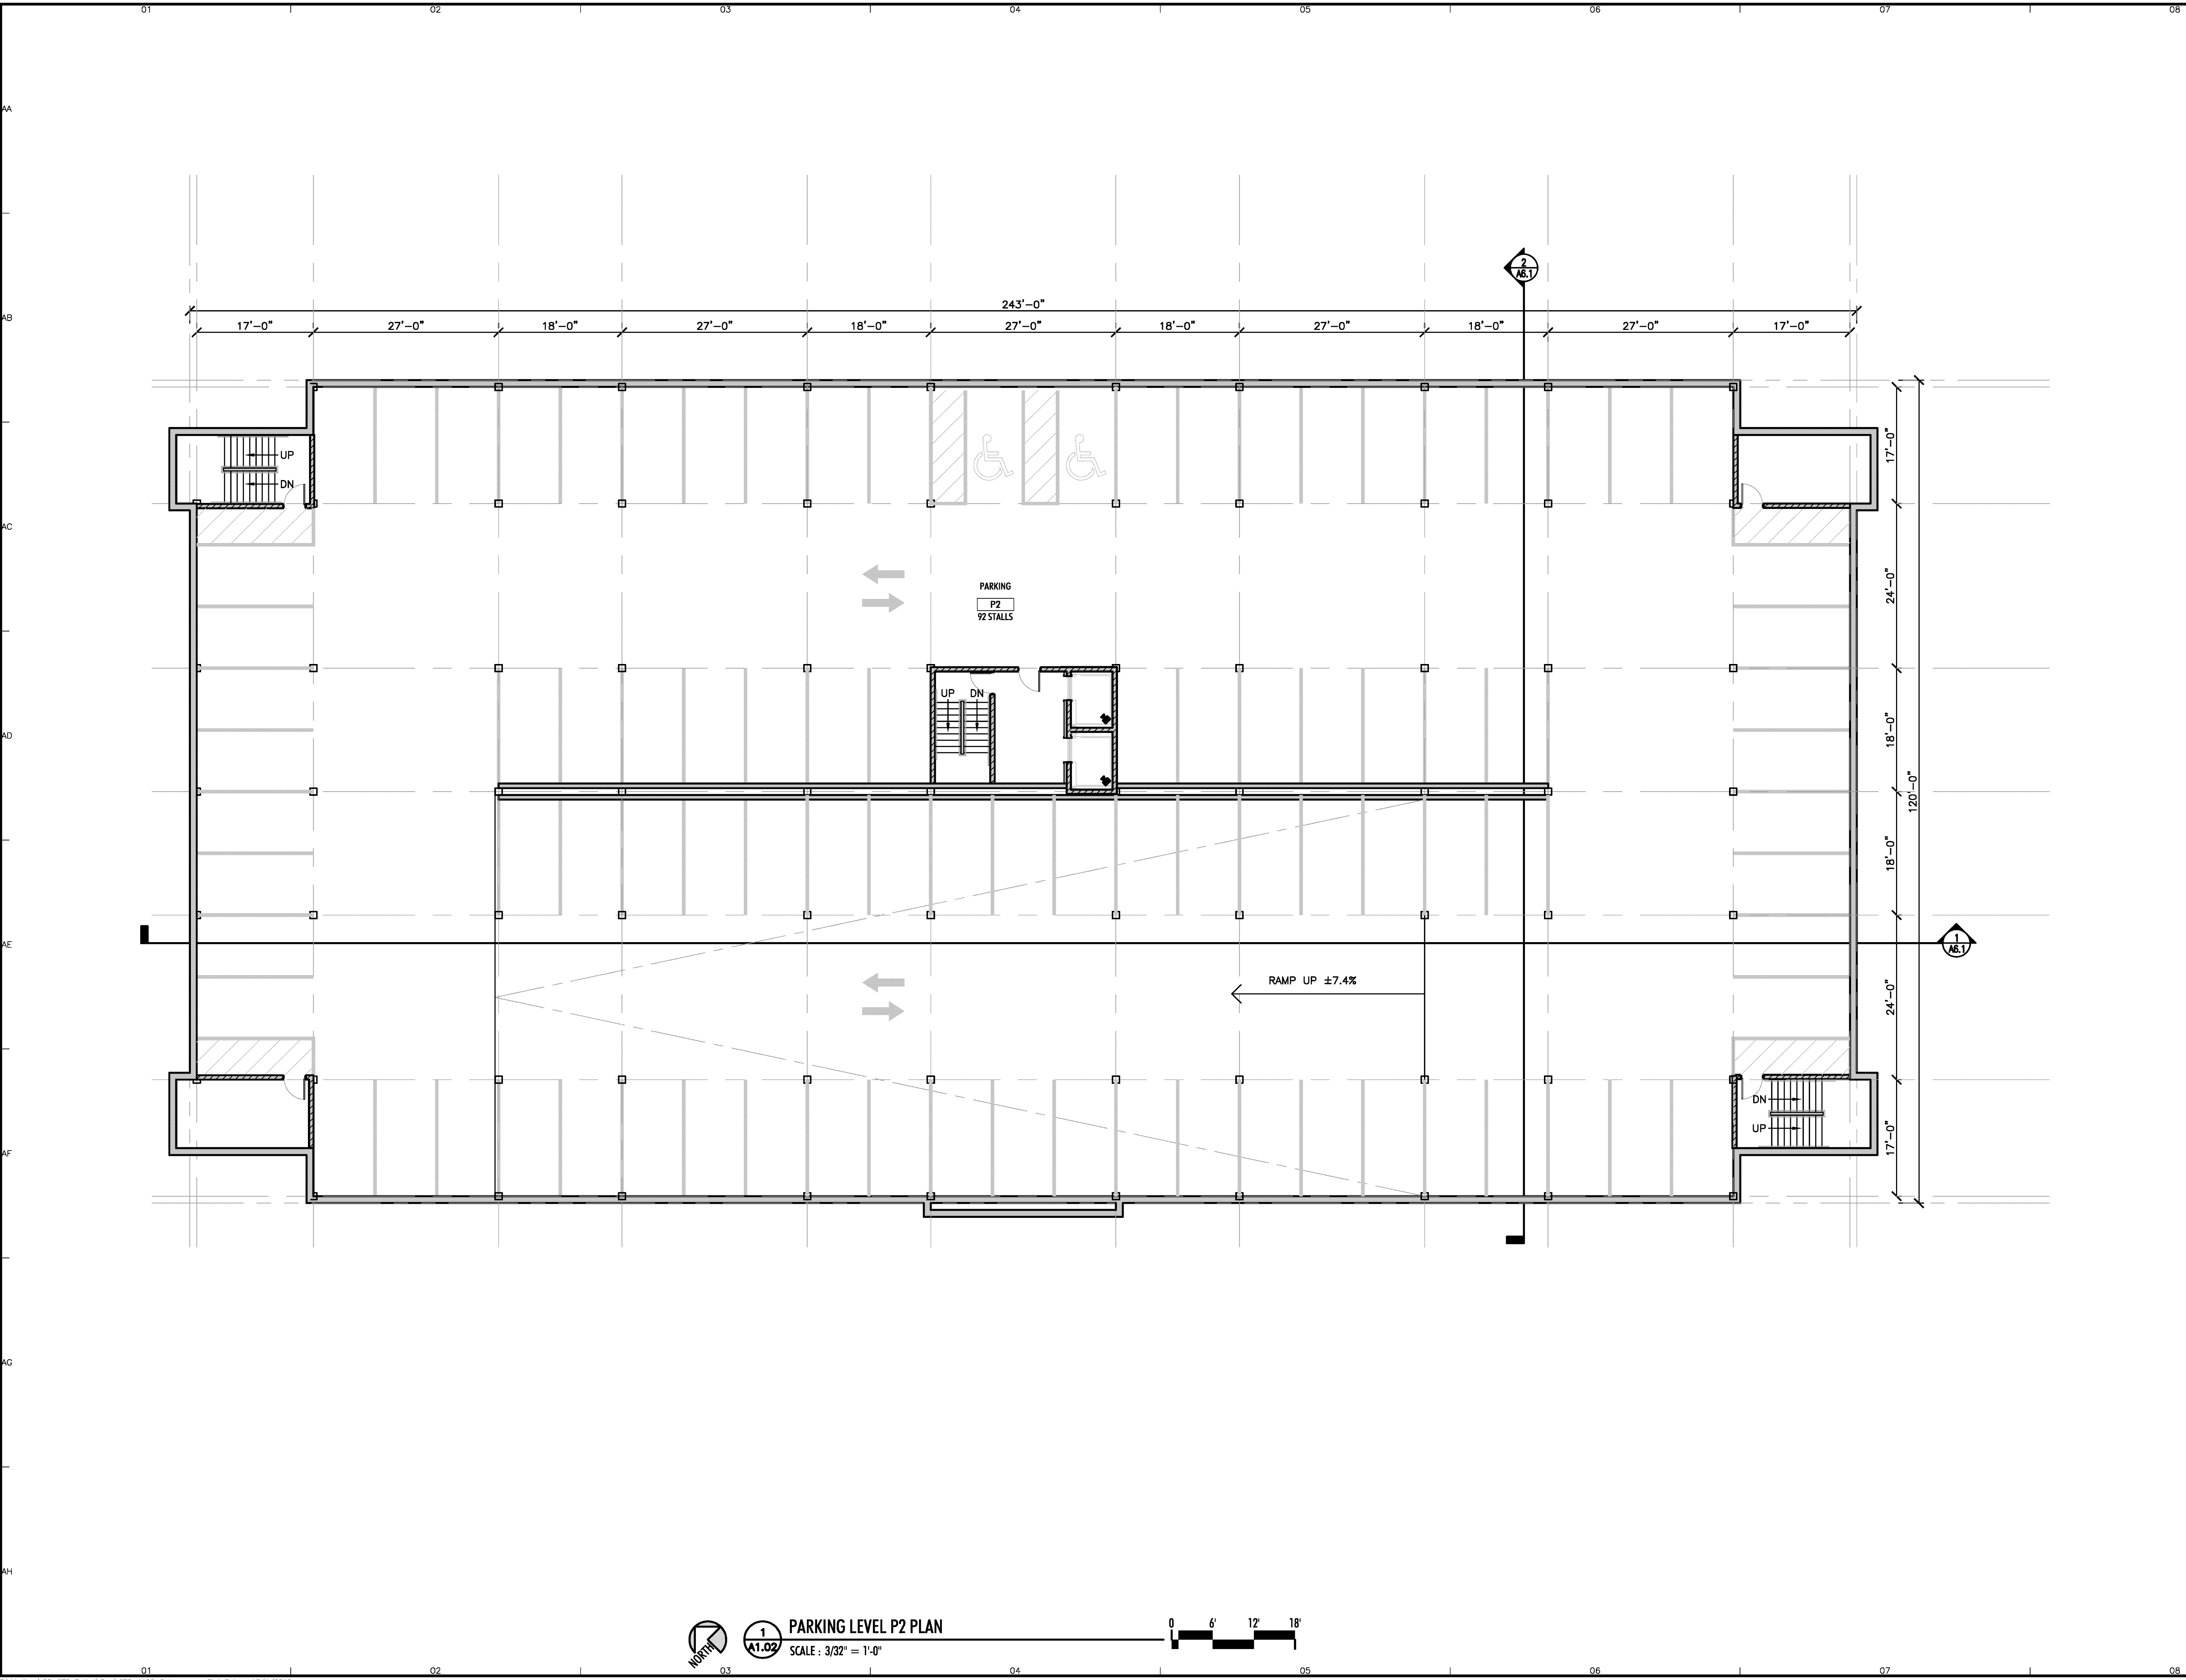 01 02 03 04 05 06 07 08
AA
2
A6.1
AB
243'-0"
17'-0" 27'-0" 18'-0" 27'-0" 18'-0" 27'-0" 18'-0" 27'-0" 18'-0" 27'-0" 17'-0"
17'-0"
UP
DN
AC
24'-0"
PARKING
P2
92 STALLS
UP DN
AD
18'-0"
120'-0"
18'-0"
AE
1
A6.1
RAMP UP ±7.4%
24'-0"
DN
UP
17'-0"
AF
AG
AH
NORTH
1
A1.02
PARKING LEVEL P2 PLAN
SCALE : 3/32" = 1'-0"
0 6' 12' 18'
01 02 03 04 05 06 07 08